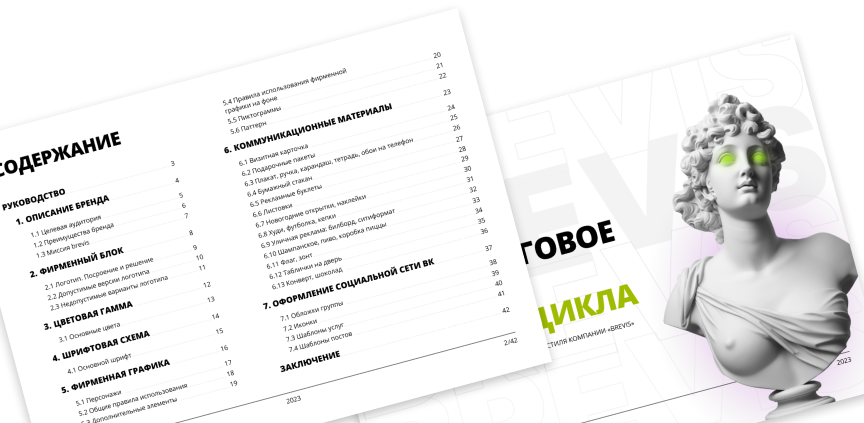 СОДЕРЖАНИЕ
РУКОВОДСТВО 3
1. ОПИСАНИЕ БРЕНДА 4
1.1 Целевая аудитория 5
1.2 Преимущества бренда 6
1.3 Миссия brevis 7
2. ФИРМЕННЫЙ БЛОК 8
2.1 Логотип. Посроение и решение 9
2.2 Допустимые версии логотипа 10
2.3 Недопустимые варианты логотипа 11
3. ЦВЕТОВАЯ ГАММА 12
3.1 Основные цвета 13
4. ШРИФТОВАЯ СХЕМА 14
4.1 Основной шрифт 15
5. ФИРМЕННАЯ ГРАФИКА 16
5.1 Персонажи 17
5.2 Общие правила использования 18
5.3 Дополнительные элементы 19
20
5.4 Правила использования фирменной
графики на фоне 21
5.5 Пиктограммы 22
5.6 Паттерн 23
6. КОММУНИКАЦИОННЫЕ МАТЕРИАЛЫ 24
6.1 Визитная карточка 25
6.2 Подарочные пакеты 26
6.3 Плакат, ручка, карандаш, тетрадь, обои на телефон 27
6.4 Бумажный стакан 28
6.5 Рекламные буклеты 29
6.6 Листовки 30
6.7 Новогодние открытки, наклейки 31
6.8 Худи, футболка, кепки 32
6.9 Уличная реклама: билборд, ситиформат 33
6.10 Шампанское, пиво, коробка пиццы 34
6.11 Флаг, зонт 35
6.12 Таблички на дверь 36
6.13 Конверт, шоколад
7. ОФОРМЛЕНИЕ СОЦИАЛЬНОЙ СЕТИ ВК 37
7.1 Обложки группы 38
7.2 Иконки 39
7.3 Шаблоны услуг 40
7.4 Шаблоны постов 41
ЗАКЛЮЧЕНИЕ 42
2023
2/42
BREVIS
ГОВОЕ
ЦИКЛА
СТИЛЯ КОМПАНИИ «BREVIS»
2023